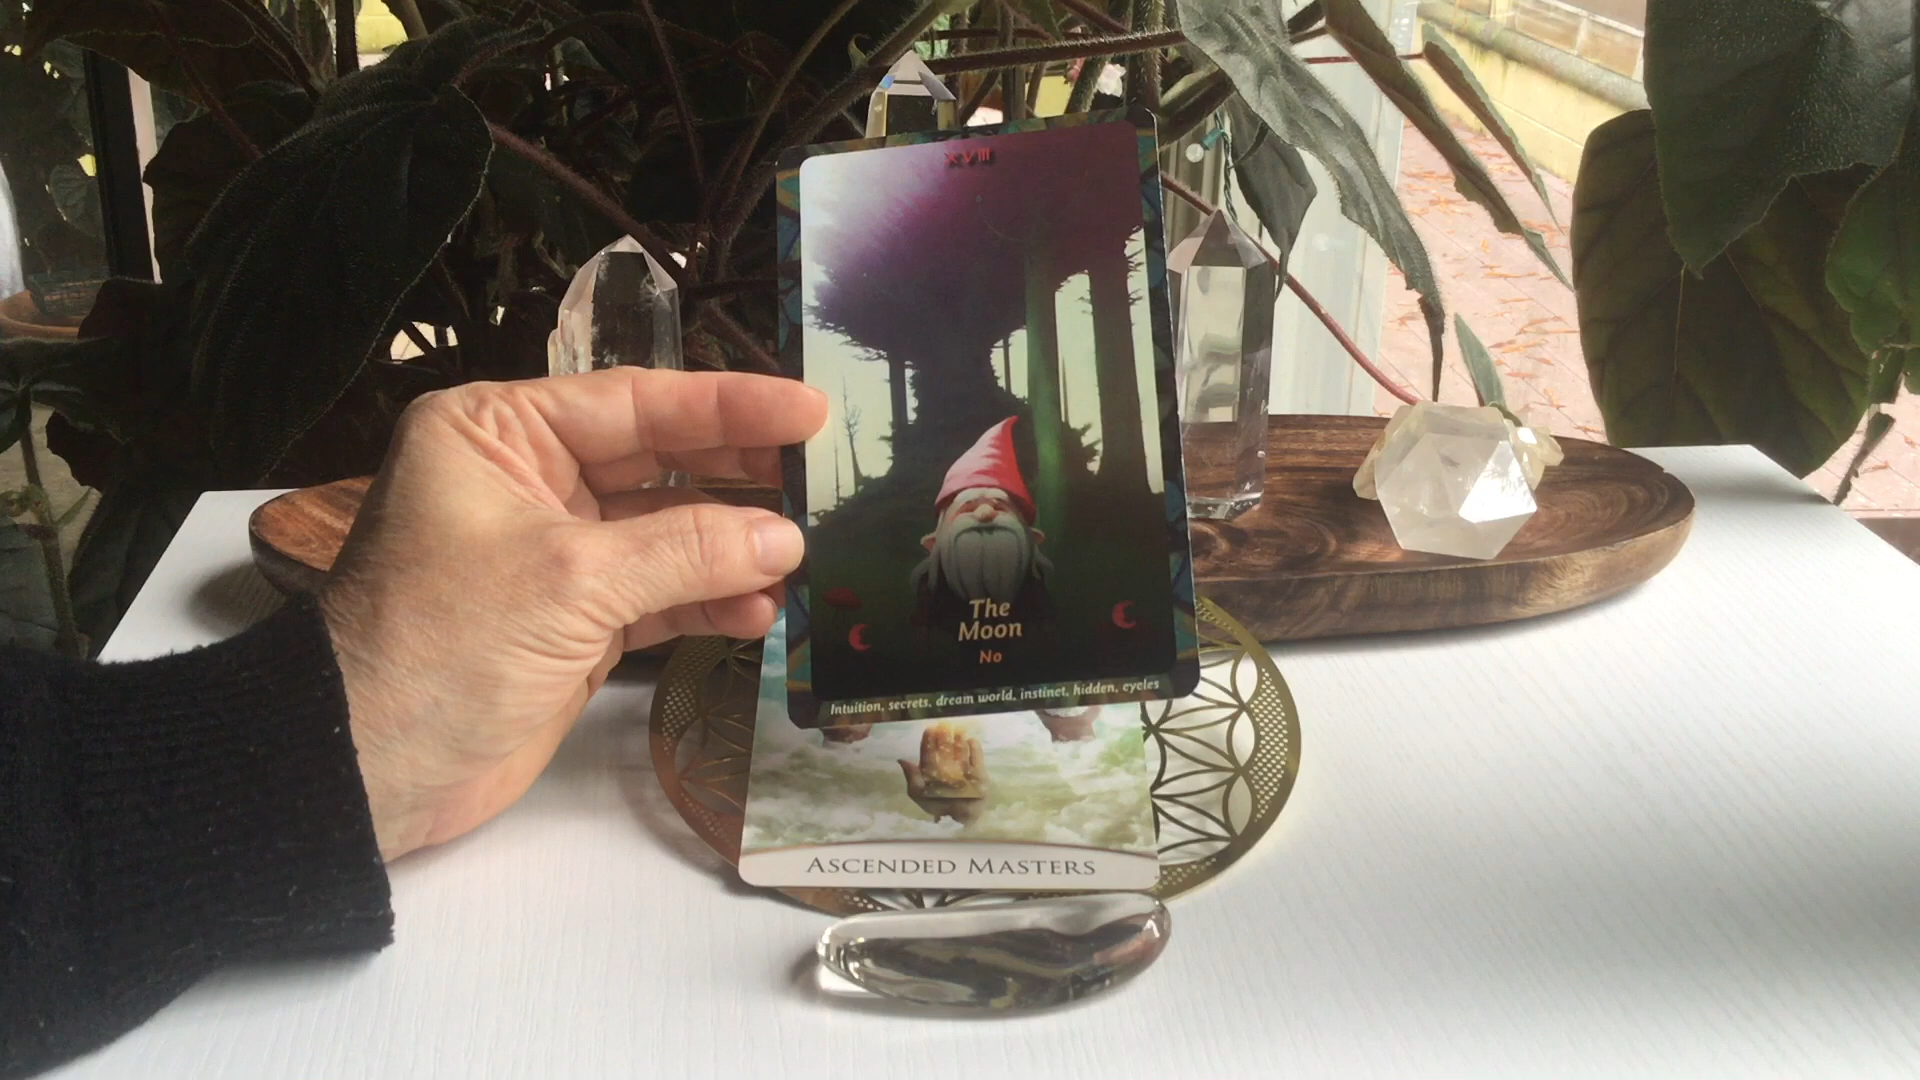 XVIII
The
Moon
No
Intuition, secrets, dream world, instinct, hidden, cycles
ASCENDED MASTERS